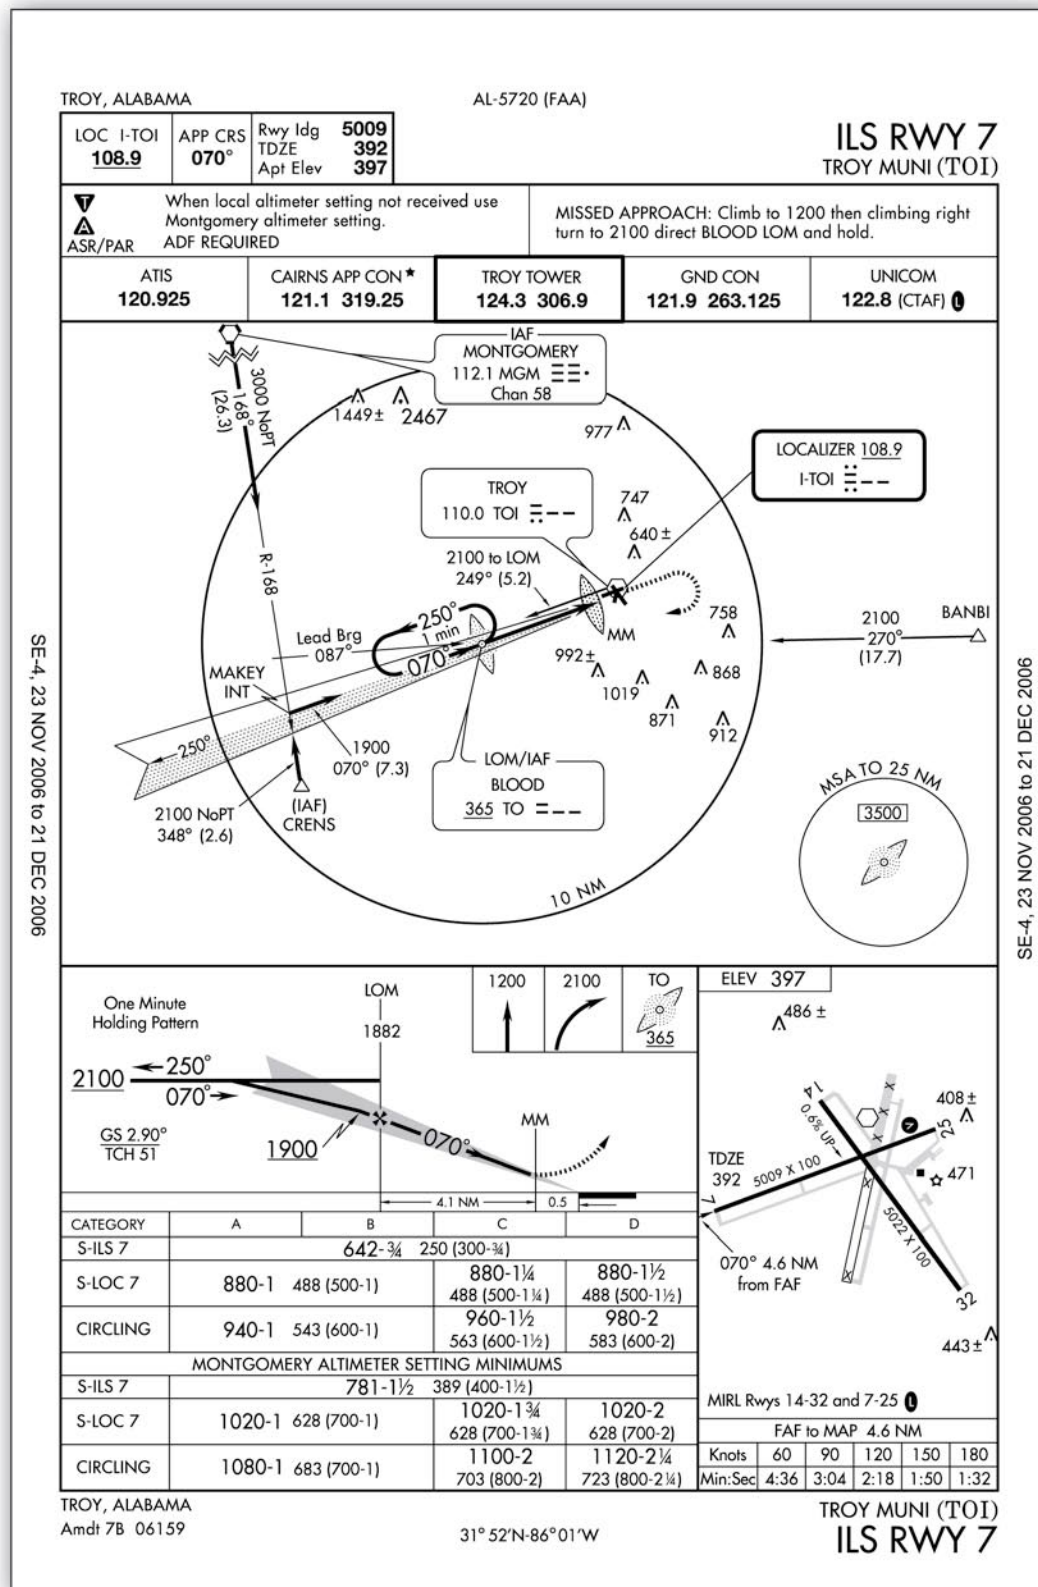 TROY, ALABAMA
AL-5720 (FAA)
LOC I-TOI
108.9
APP CRS
070°
Rwy Idg 5009
TDZE 392
Apt Elev 397
ILS RWY 7
TROY MUNI (TOI)
T
A
ASR/PAR
When local altimeter setting not received use
Montgomery altimeter setting.
ADF REQUIRED
MISSED APPROACH: Climb to 1200 then climbing right
turn to 2100 direct BLOOD LOM and hold.
ATIS
120.925
CAIRNS APP CON★
121.1 319.25
TROY TOWER
124.3 306.9
GND CON
121.9 263.125
UNICOM
122.8 (CTAF) L
IAF
MONTGOMERY
112.1 MGM
Chan 58
3000 NoPT
168°
(26.3)
1449±
2467
977
LOCALIZER 108.9
I-TOI
TROY
110.0 TOI
747
640±
2100 to LOM
249° (5.2)
R-168
MM
758
2100
270°
(17.7)
BANBI
250°
1 min
070°
Lead Brg
087°
MAKEY
INT
992±
1019
868
871
912
250°
1900
070° (7.3)
LOM/IAF
BLOOD
365 TO
(IAF)
CRENS
2100 NoPT
348° (2.6)
10 NM
MSA TO 25 NM
3500
SE-4, 23 NOV 2006 to 21 DEC 2006
SE-4, 23 NOV 2006 to 21 DEC 2006
One Minute
Holding Pattern
LOM
1882
1200
2100
TO
365
2100
250°
070°
GS 2.90°
TCH 51
1900
070°
MM
4.1 NM
0.5
ELEV 397
486 ±
14
0.6% UP
408 ±
25
TDZE
392
5009 X 100
471
7
5022 X 100
070° 4.6 NM
from FAF
32
443±
X
X
X
X
X
V
MIRL Rwys 14-32 and 7-25 L
FAF to MAP 4.6 NM
Knots 60 90 120 150 180
Min:Sec 4:36 3:04 2:18 1:50 1:32
CATEGORY A B C D
S-ILS 7 642-¾ 250 (300-¾)
S-LOC 7 880-1 488 (500-1) 880-1¼ 880-1½
488 (500-1¼) 488 (500-1½)
CIRCLING 940-1 543 (600-1) 960-1½ 980-2
563 (600-1½) 583 (600-2)
MONTGOMERY ALTIMETER SETTING MINIMUMS
S-ILS 7 781-1½ 389 (400-1½)
S-LOC 7 1020-1 628 (700-1) 1020-1¾ 1020-2
628 (700-1¾) 628 (700-2)
CIRCLING 1080-1 683 (700-1) 1100-2 1120-2¼
703 (800-2) 723 (800-2¼)
TROY, ALABAMA
Amdt 7B 06159
31°52'N-86°01'W
TROY MUNI (TOI)
ILS RWY 7